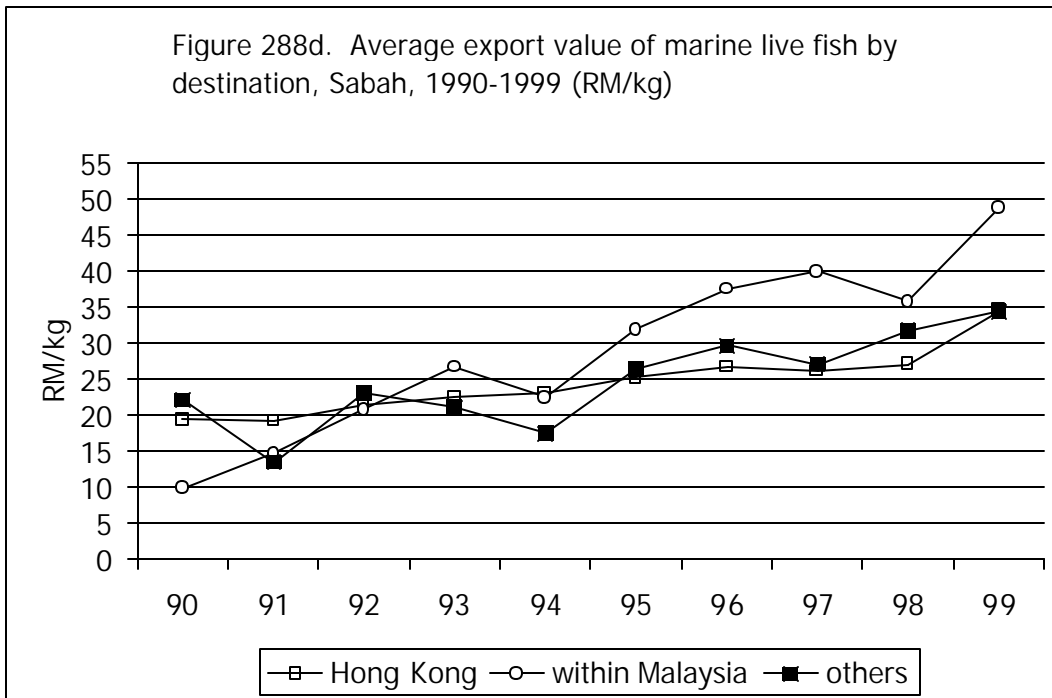 Figure 288d. Average export value of marine live fish by
destination, Sabah, 1990-1999 (RM/kg)
RM/kg
55
50
45
40
35
30
25
20
15
10
5
0
90 91 92 93 94 95 96 97 98 99
Hong Kong within Malaysia others